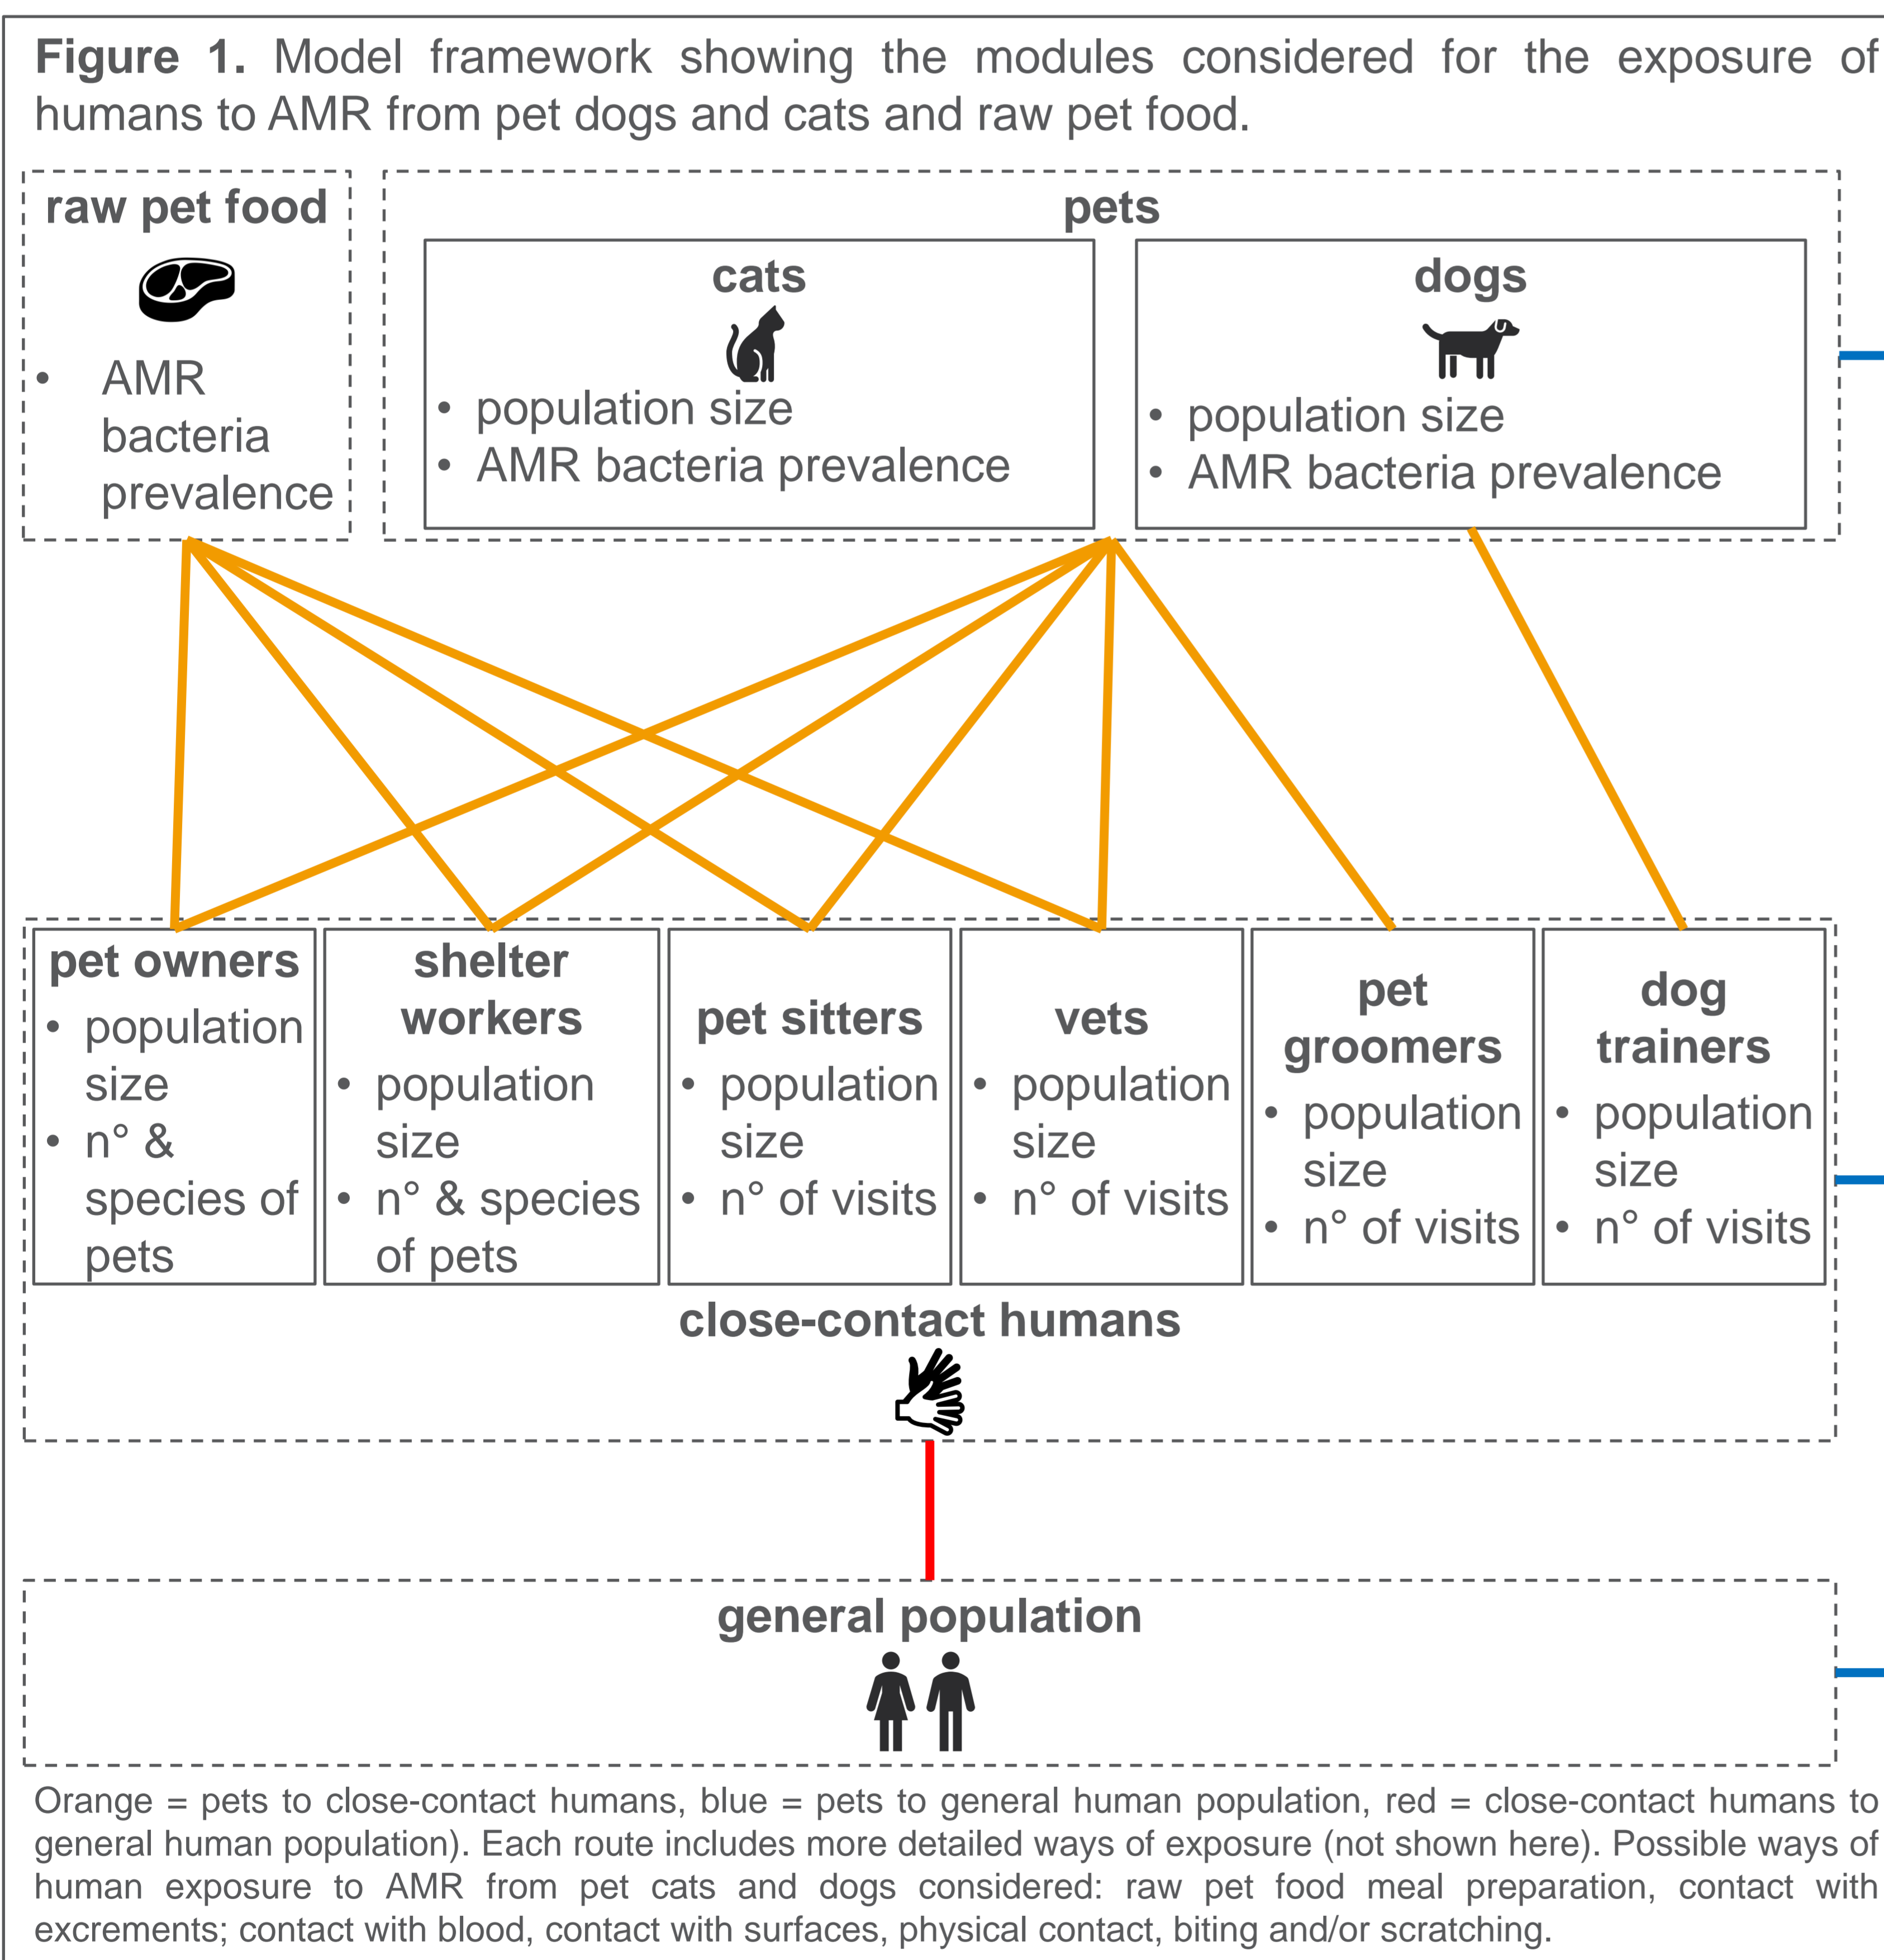 Figure 1. Model framework showing the modules considered for the exposure of
humans to AMR from pet dogs and cats and raw pet food.
raw pet food
• AMR
bacteria
prevalence
pets
cats
• population size
• AMR bacteria prevalence
dogs
• population size
• AMR bacteria prevalence
pet owners
• population
size
• n° &
species of
pets
shelter
workers
• population
size
• n° & species
of pets
pet sitters
• population
size
• n° of visits
vets
• population
size
• n° of visits
pet
groomers
• population
size
• n° of visits
dog
trainers
• population
size
• n° of visits
close-contact humans
general population
Orange = pets to close-contact humans, blue = pets to general human population, red = close-contact humans to
general human population). Each route includes more detailed ways of exposure (not shown here). Possible ways of
human exposure to AMR from pet cats and dogs considered: raw pet food meal preparation, contact with
excrements; contact with blood, contact with surfaces, physical contact, biting and/or scratching.